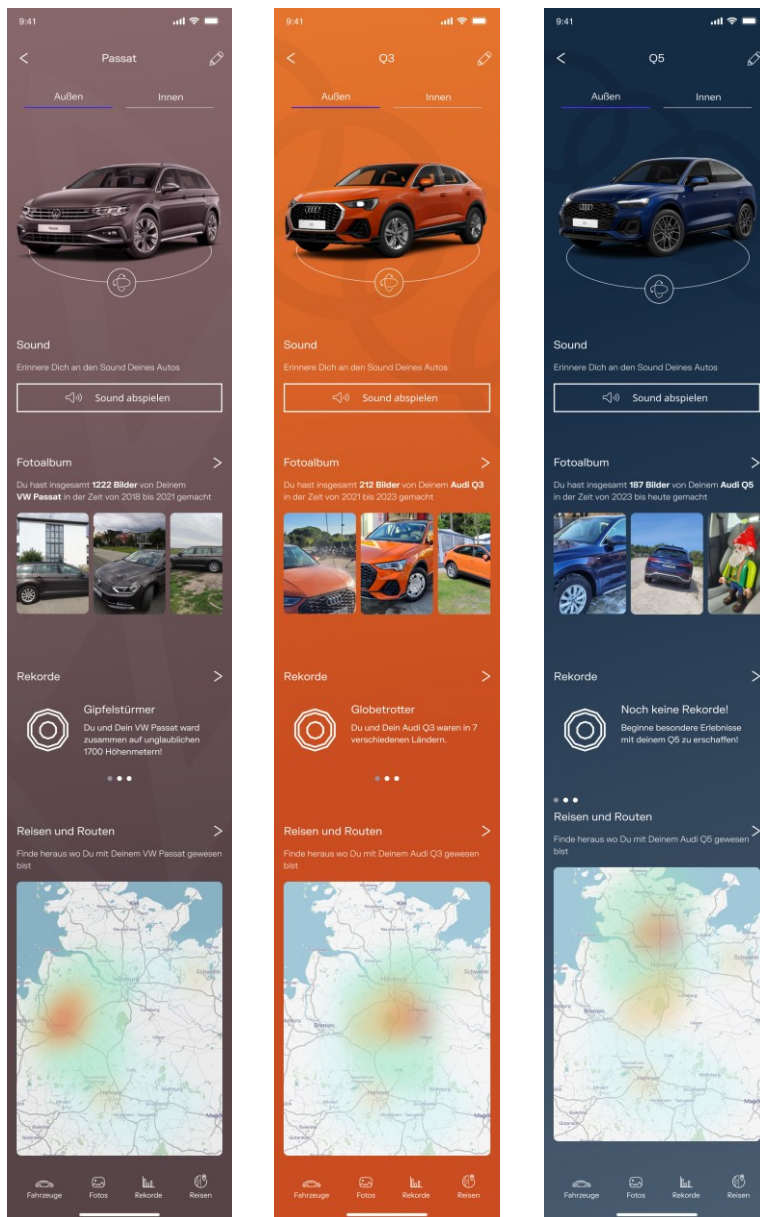 9:41
Passat
Außen Innen
Sound
Erinnere Dich an den Sound Deines Autos
Sound abspielen
Fotoalbum
Du hast insgesamt 1222 Bilder von Deinem
VW Passat in der Zeit von 2018 bis 2021 gemacht
Rekorde
Gipfelstürmer
Du und Dein VW Passat ward
zusammen auf unglaublichen
1700 Höhenmetern!
Reisen und Routen
Finde heraus wo Du mit Deinem VW Passat gewesen
bist
Kiel
Hamburg
Schwerin
Fahrzeuge Fotos Rekorde Reisen
9:41
Q3
Außen Innen
Sound
Erinnere Dich an den Sound Deines Autos
Sound abspielen
Fotoalbum
Du hast insgesamt 212 Bilder von Deinem Audi Q3
in der Zeit von 2021 bis 2023 gemacht
Rekorde
Globetrotter
Du und Dein Audi Q3 waren in 7
verschiedenen Ländern.
Reisen und Routen
Finde heraus wo Du mit Deinem Audi Q3 gewesen
bist
Kiel
Bremen
Fahrzeuge Fotos Rekorde Reisen
9:41
Q5
Außen Innen
Sound
Erinnere Dich an den Sound Deines Autos
Sound abspielen
Fotoalbum
Du hast insgesamt 187 Bilder von Deinem Audi Q5
in der Zeit von 2023 bis heute gemacht
Rekorde
Noch keine Rekorde!
Beginne besondere Erlebnisse
mit deinem Q5 zu erschaffen!
Reisen und Routen
Finde heraus wo Du mit Deinem Audi Q5 gewesen
bist
Bremen
Fahrzeuge Fotos Rekorde Reisen